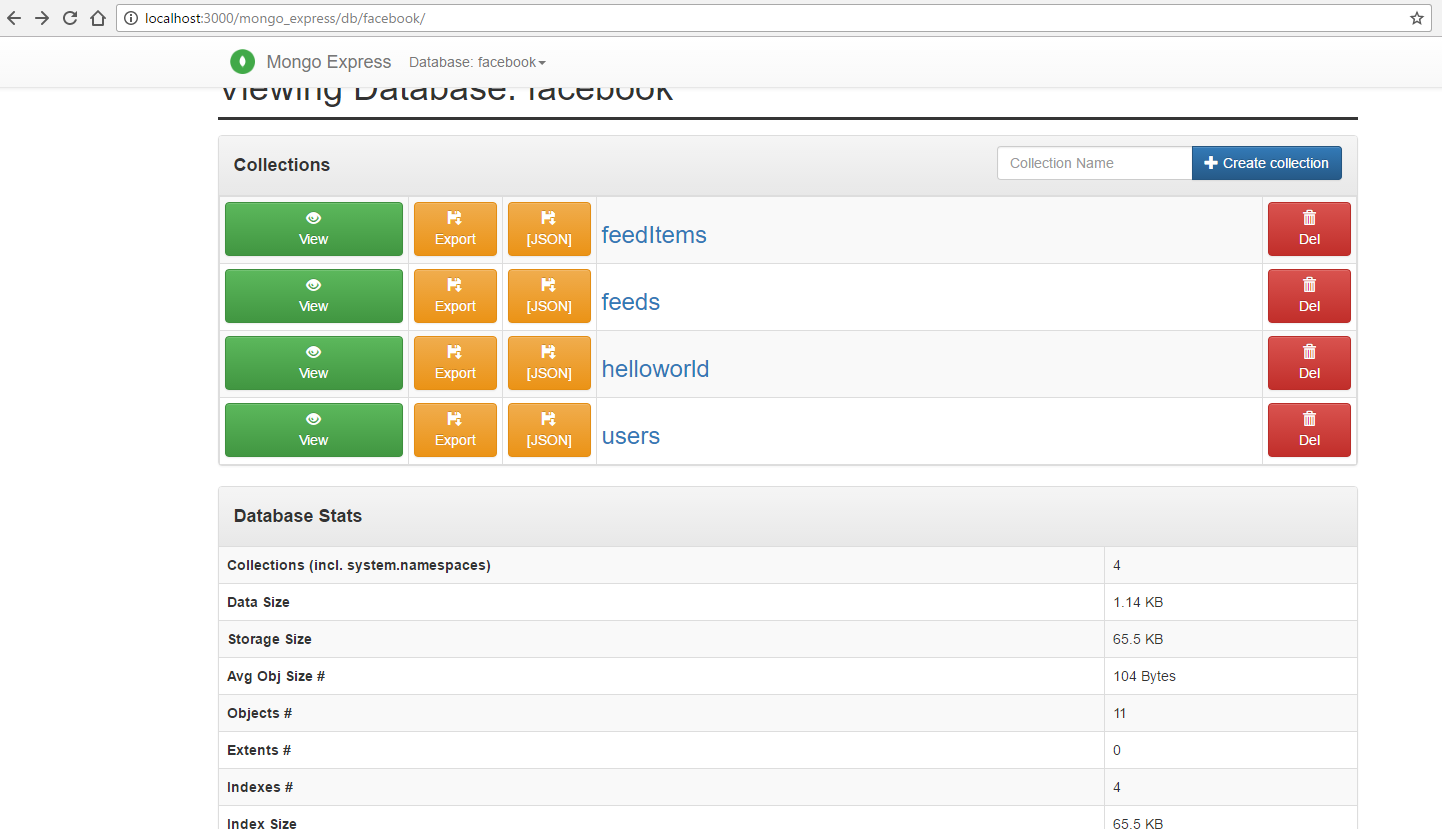 localhost:3000/mongo_express/db/facebook/
Mongo Express Database: facebook
Viewing Database: facebook
Collections Collection Name Create collection
View Export [JSON] feedItems Del
View Export [JSON] feeds Del
View Export [JSON] helloworld Del
View Export [JSON] users Del
Database Stats
Collections (incl. system.namespaces) 4
Data Size 1.14 KB
Storage Size 65.5 KB
Avg Obj Size # 104 Bytes
Objects # 11
Extents # 0
Indexes # 4
Index Size 65.5 KB